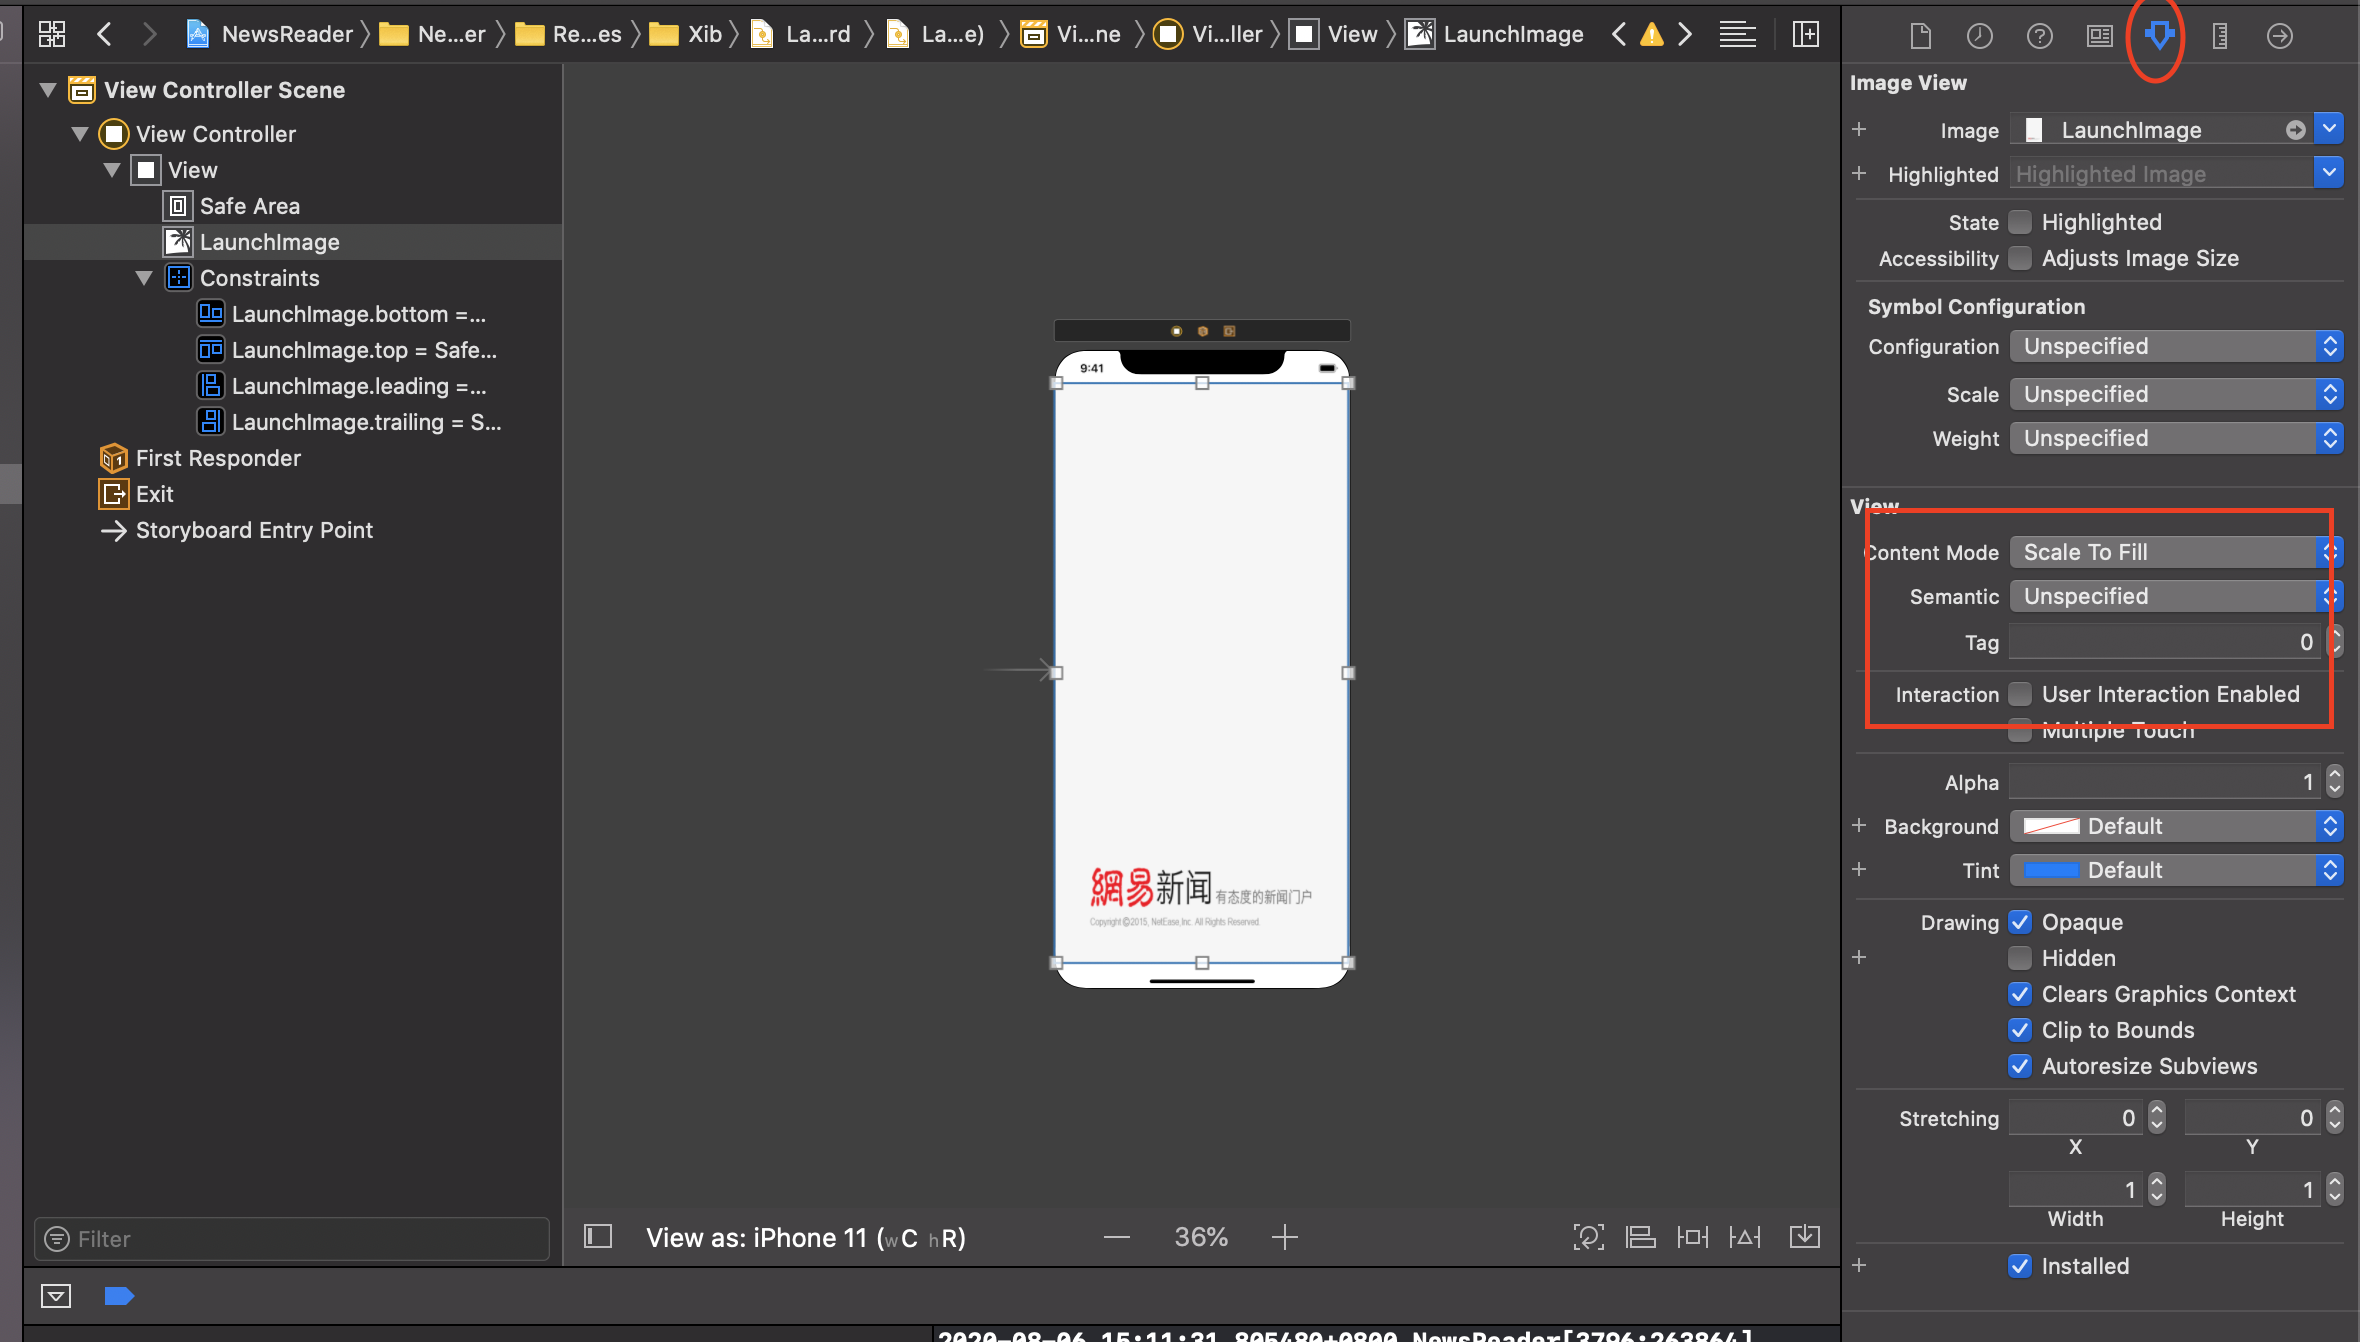 NewsReader Ne...er Re...es Xib La...rd La...e) Vi...ne Vi...ller View LaunchImage
View Controller Scene
View Controller
View
Safe Area
LaunchImage
Constraints
LaunchImage.bottom =...
LaunchImage.top = Safe...
LaunchImage.leading =...
LaunchImage.trailing = S...
First Responder
Exit
Storyboard Entry Point
Filter
9:41
網易新闻 有态度的新闻门户
Copyright©2015, NetEase,Inc. All Rights Reserved.
View as: iPhone 11 (wC hR)
36%
Image View
Image LaunchImage
Highlighted Highlighted Image
State Highlighted
Accessibility Adjusts Image Size
Symbol Configuration
Configuration Unspecified
Scale Unspecified
Weight Unspecified
View
Content Mode Scale To Fill
Semantic Unspecified
Tag 0
Interaction User Interaction Enabled
Multiple Touch
Alpha 1
Background Default
Tint Default
Drawing Opaque
Hidden
Clears Graphics Context
Clip to Bounds
Autoresize Subviews
Stretching 0 0
X Y
1 1
Width Height
Installed
2020-08-06 15:11:31.805480+0800 NewsReader[3796:263864]